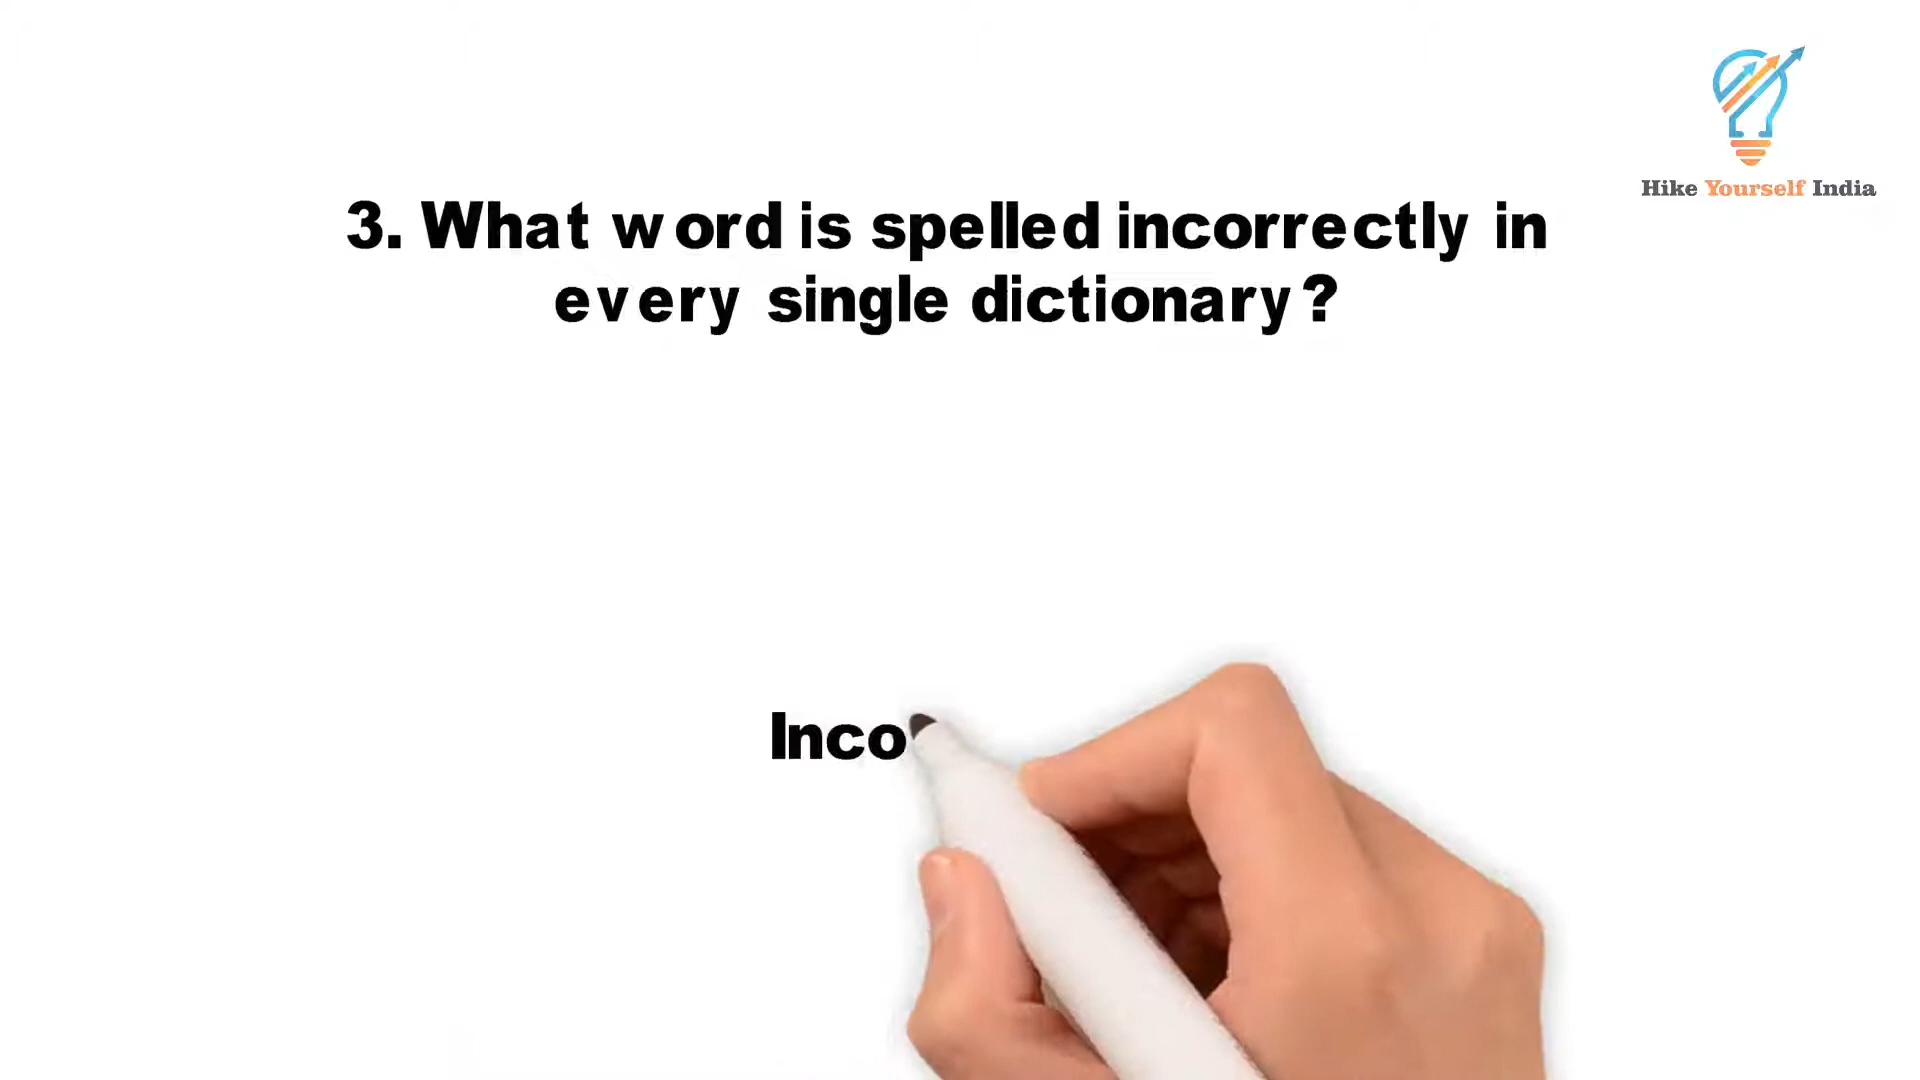 Hike Yourself India
3. What word is spelled incorrectly in
every single dictionary?
Inco